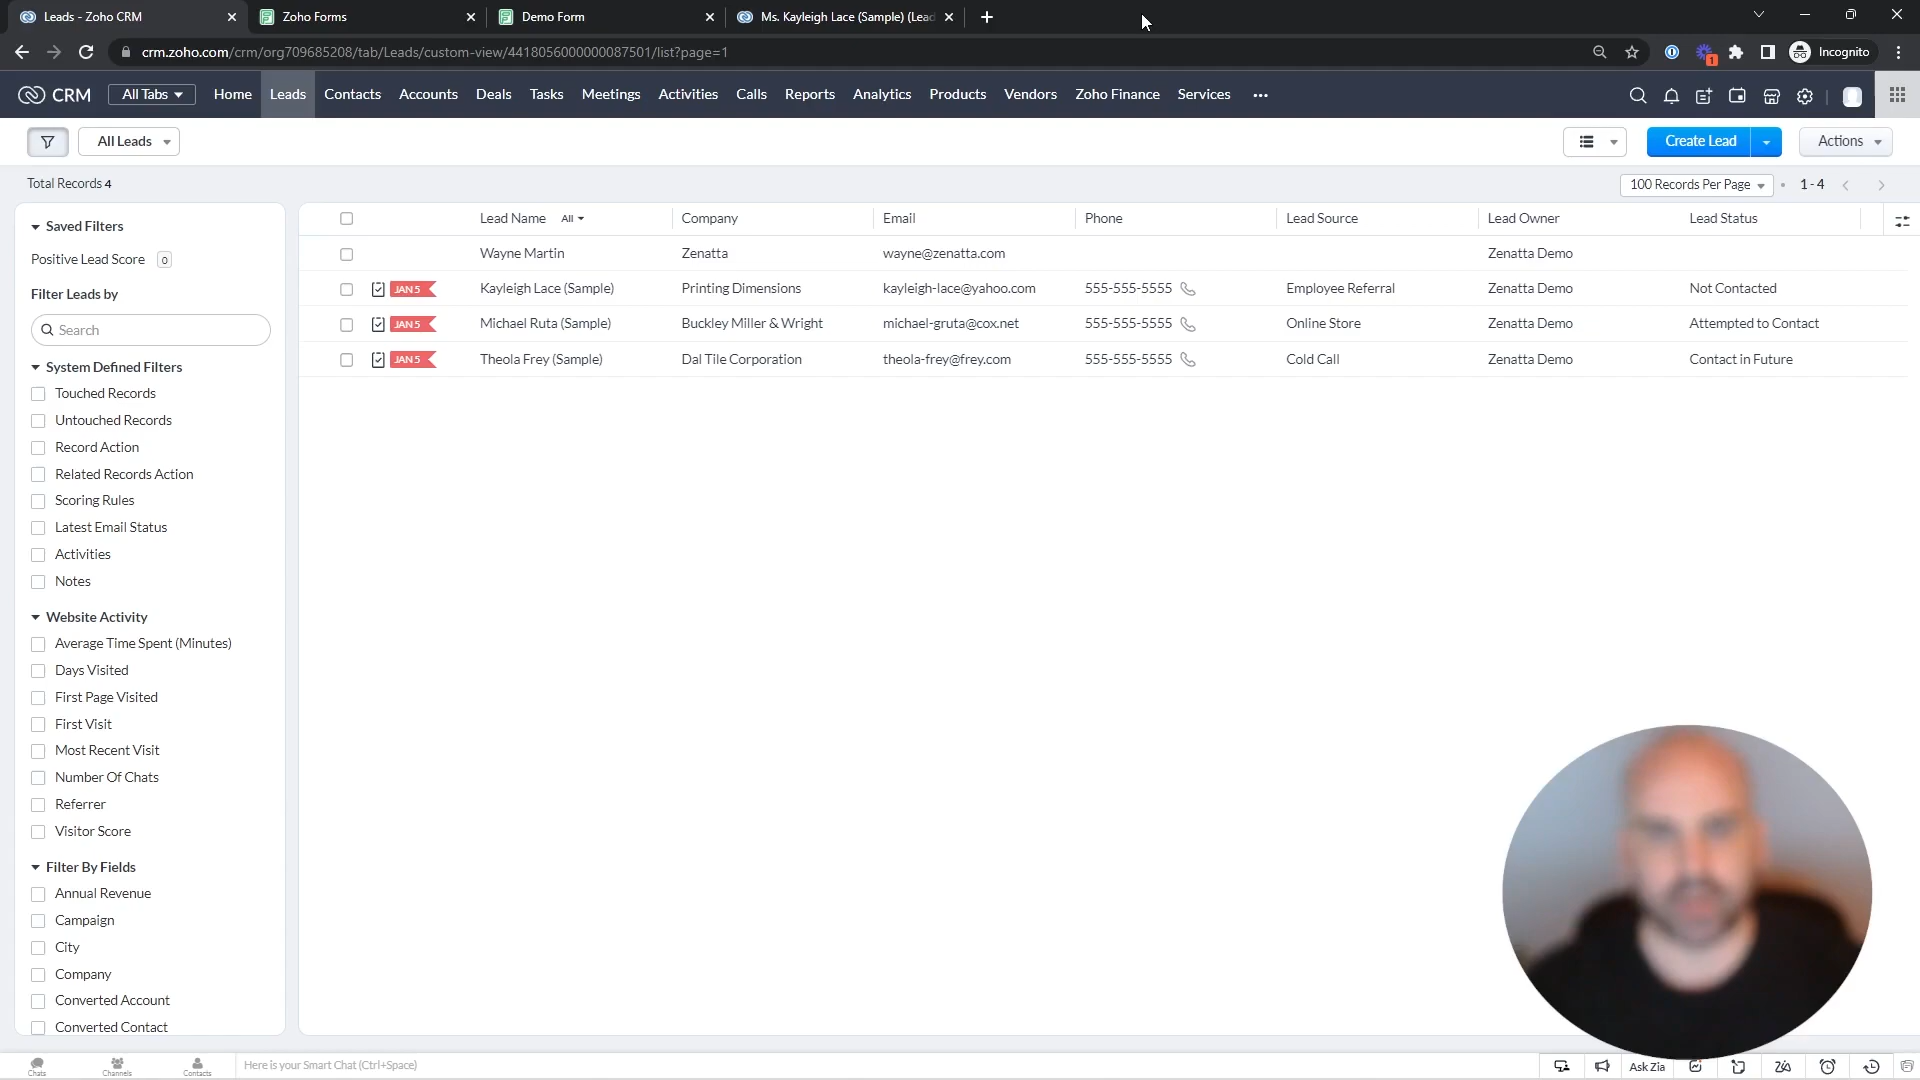 Leads - Zoho CRM
Zoho Forms
Demo Form
Ms. Kayleigh Lace (Sample) (Lead
crm.zoho.com/crm/org709685208/tab/Leads/custom-view/4418056000000087501/list?page=1
1
Incognito
CRM
All Tabs
Home
Leads
Contacts
Accounts
Deals
Tasks
Meetings
Activities
Calls
Reports
Analytics
Products
Vendors
Zoho Finance
Services
All Leads
Create Lead
Actions
Total Records 4
100 Records Per Page
1 - 4
Saved Filters
Positive Lead Score 0
Filter Leads by
Search
System Defined Filters
Touched Records
Untouched Records
Record Action
Related Records Action
Scoring Rules
Latest Email Status
Activities
Notes
Website Activity
Average Time Spent (Minutes)
Days Visited
First Page Visited
First Visit
Most Recent Visit
Number Of Chats
Referrer
Visitor Score
Filter By Fields
Annual Revenue
Campaign
City
Company
Converted Account
Converted Contact
Lead Name All Company Email Phone Lead Source Lead Owner Lead Status
Wayne Martin Zenatta wayne@zenatta.com Zenatta Demo
JAN 5 Kayleigh Lace (Sample) Printing Dimensions kayleigh-lace@yahoo.com 555-555-5555 Employee Referral Zenatta Demo Not Contacted
JAN 5 Michael Ruta (Sample) Buckley Miller & Wright michael-gruta@cox.net 555-555-5555 Online Store Zenatta Demo Attempted to Contact
JAN 5 Theola Frey (Sample) Dal Tile Corporation theola-frey@frey.com 555-555-5555 Cold Call Zenatta Demo Contact in Future
Chats
Channels
Contacts
Here is your Smart Chat (Ctrl+Space)
Ask Zia